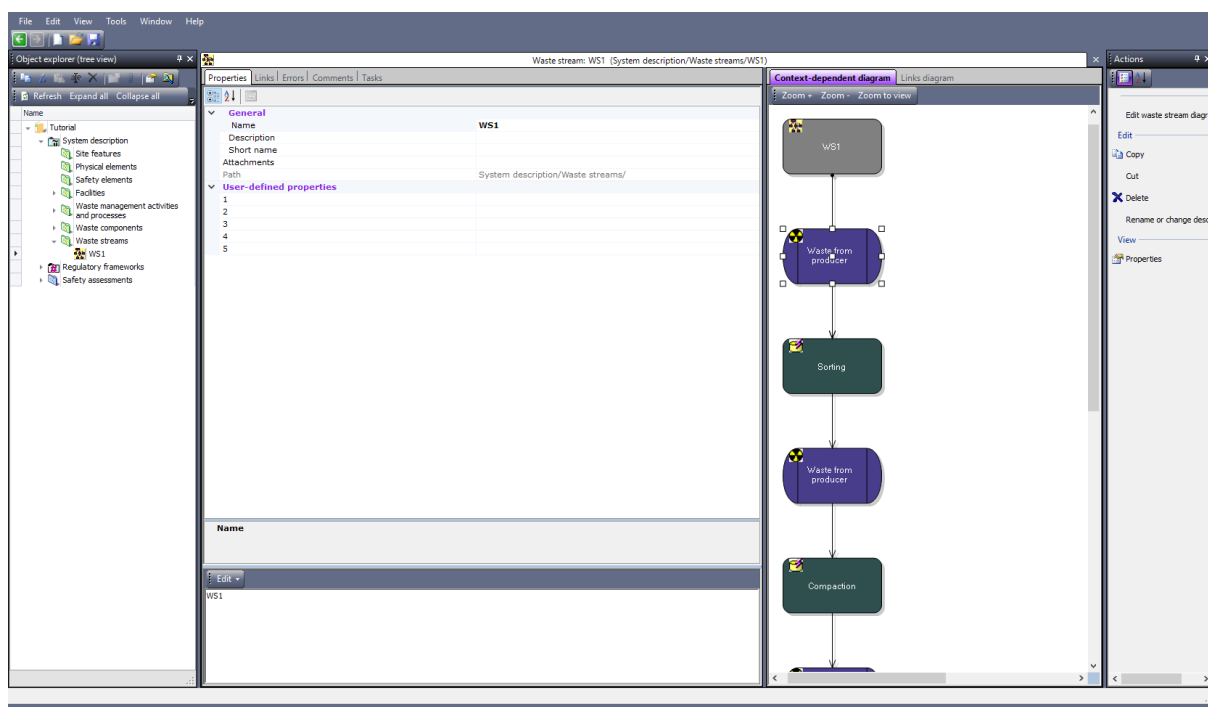 File Edit View Tools Window Help
Object explorer (tree view)
Refresh Expand all Collapse all
Name
Tutorial
System description
Site features
Physical elements
Safety elements
Facilities
Waste management activities
and processes
Waste components
Waste streams
WS1
Regulatory frameworks
Safety assessments
Waste stream: WS1 (System description/Waste streams/WS1)
Properties Links Errors Comments Tasks
General
Name WS1
Description
Short name
Attachments
Path System description/Waste streams/
User-defined properties
1
2
3
4
5
Name
Edit
WS1
Context-dependent diagram Links diagram
Zoom + Zoom - Zoom to view
WS1
Waste from
producer
Sorting
Waste from
producer
Compaction
Actions
Edit waste stream diagr
Edit
Copy
Cut
Delete
Rename or change desc
View
Properties